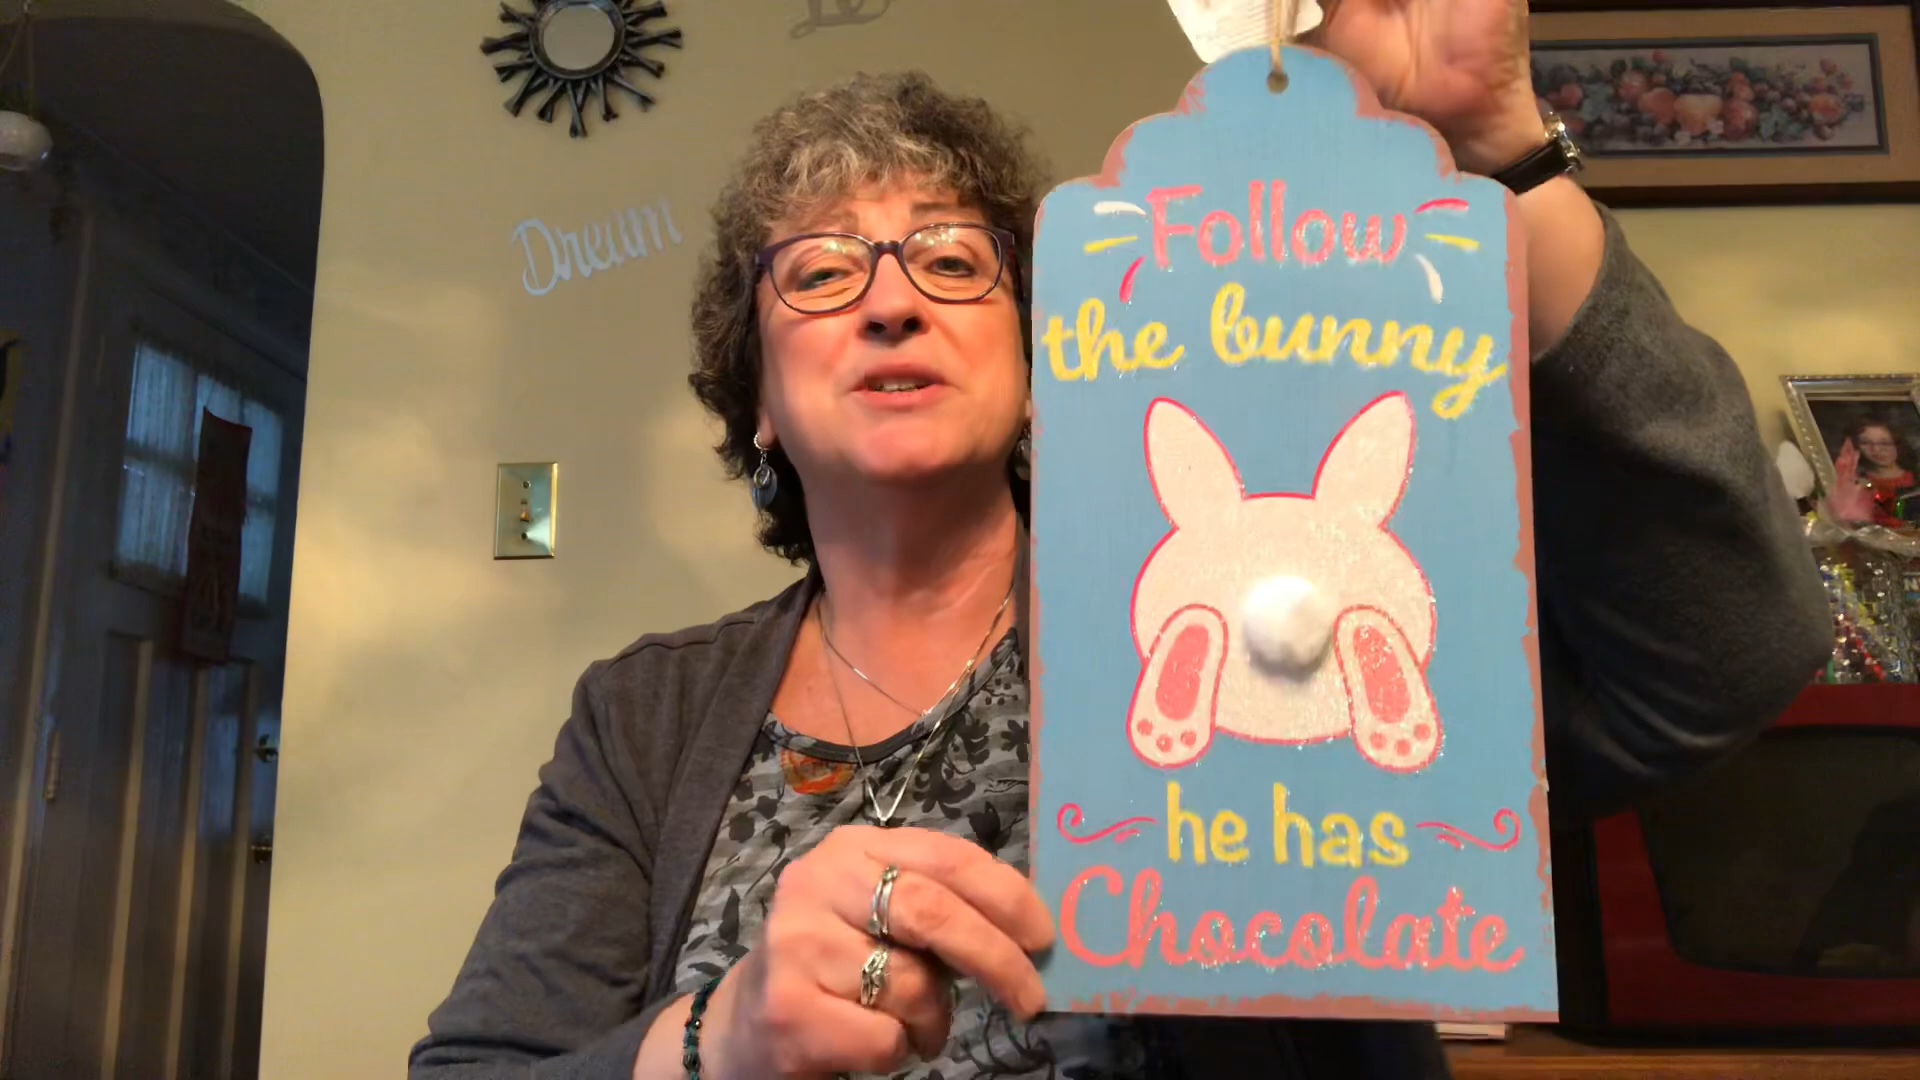 Dream
Follow
the bunny
he has
Chocolate